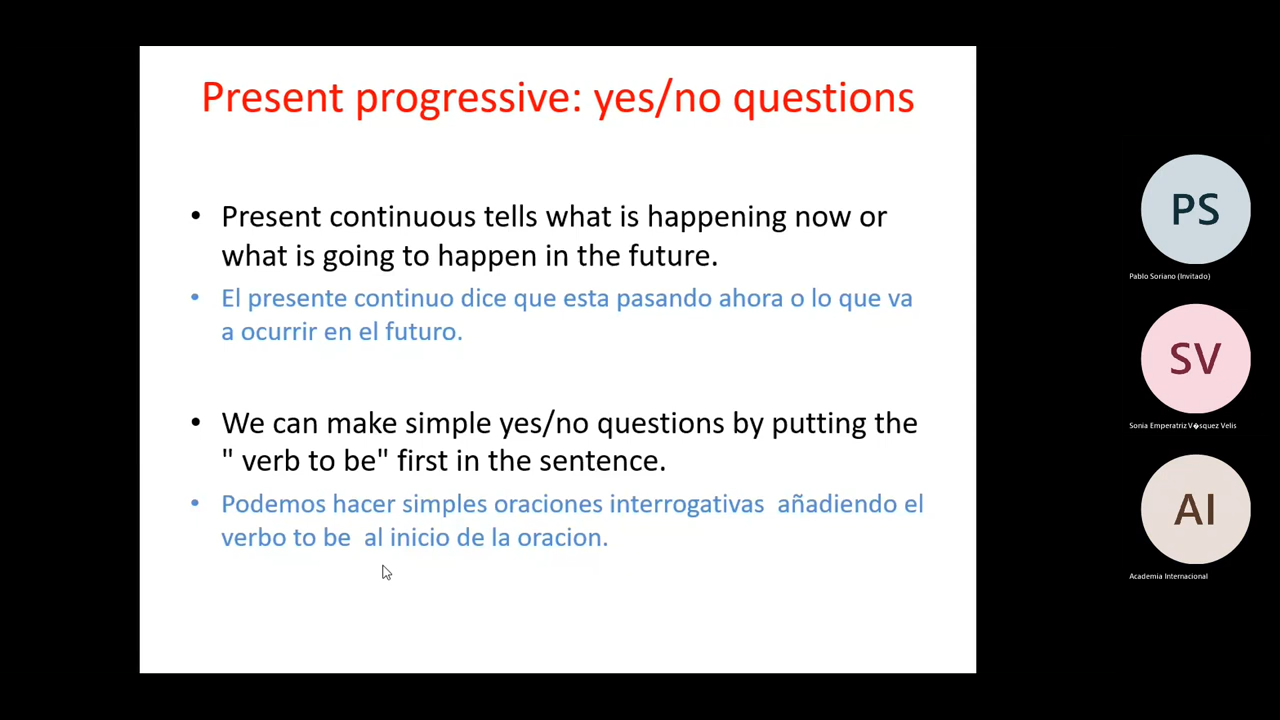 Present progressive: yes/no questions
• Present continuous tells what is happening now or
what is going to happen in the future.
• El presente continuo dice que esta pasando ahora o lo que va
a ocurrir en el futuro.
• We can make simple yes/no questions by putting the
" verb to be" first in the sentence.
• Podemos hacer simples oraciones interrogativas  añadiendo el
verbo to be  al inicio de la oracion.
PS
Pablo Soriano (Invitado)
SV
Sonia Emperatriz V�squez Velis
AI
Academia Internacional